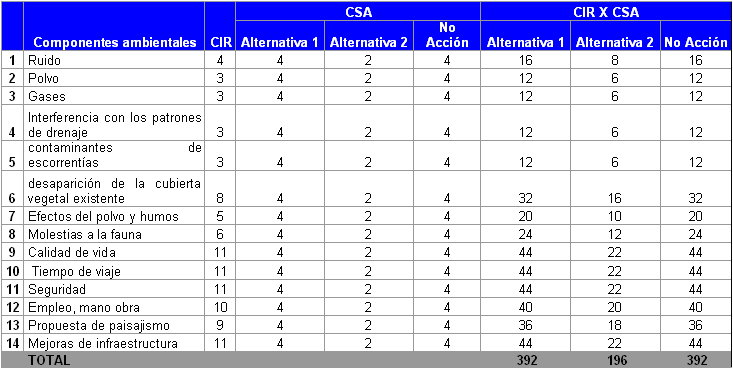 CSA CIR X CSA
Componentes ambientales CIR Alternativa 1 Alternativa 2 No Acción Alternativa 1 Alternativa 2 No Acción
1 Ruido 4 4 2 4 16 8 16
2 Polvo 3 4 2 4 12 6 12
3 Gases 3 4 2 4 12 6 12
4 Interferencia con los patrones de drenaje 3 4 2 4 12 6 12
5 contaminantes de escorrentías 3 4 2 4 12 6 12
6 desaparición de la cubierta vegetal existente 8 4 2 4 32 16 32
7 Efectos del polvo y humos 5 4 2 4 20 10 20
8 Molestias a la fauna 6 4 2 4 24 12 24
9 Calidad de vida 11 4 2 4 44 22 44
10 Tiempo de viaje 11 4 2 4 44 22 44
11 Seguridad 11 4 2 4 44 22 44
12 Empleo, mano obra 10 4 2 4 40 20 40
13 Propuesta de paisajismo 9 4 2 4 36 18 36
14 Mejoras de infraestructura 11 4 2 4 44 22 44
TOTAL 392 196 392